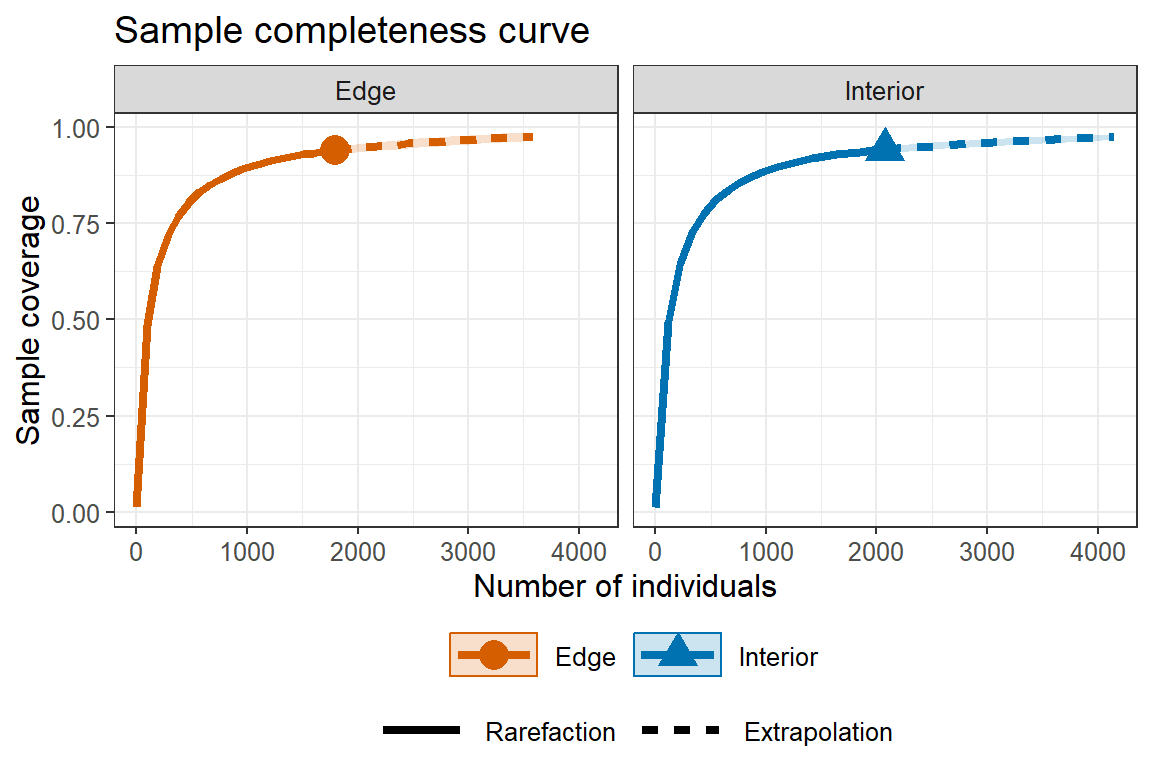 Sample completeness curve
Edge Interior
1.00
0.75
0.50
0.25
0.00
Sample coverage
0 1000 2000 3000 4000 0 1000 2000 3000 4000
Number of individuals
Edge Interior
Rarefaction Extrapolation